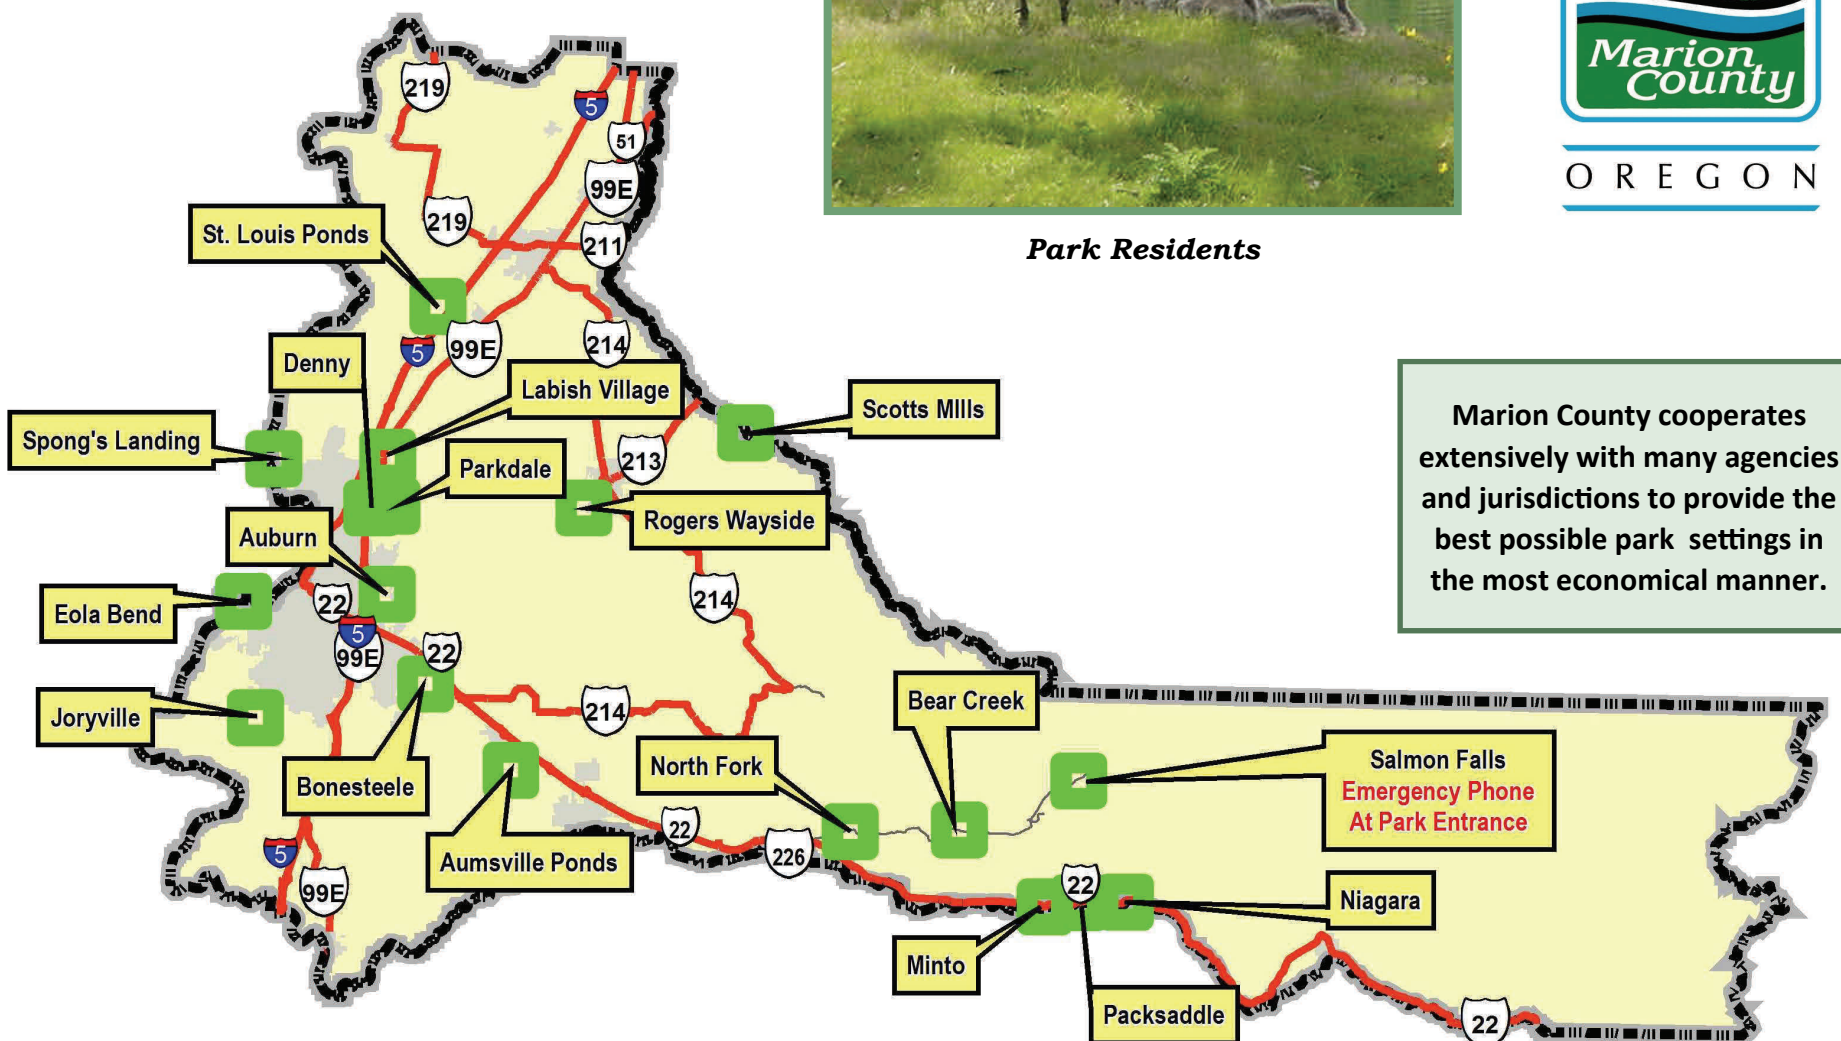 Marion
County
OREGON
Park Residents
Marion County cooperates
extensively with many agencies
and jurisdictions to provide the
best possible park settings in
the most economical manner.
219
5
51
99E
219
211
St. Louis Ponds
5
99E
214
Denny
Labish Village
Scotts MIlls
Spong's Landing
Parkdale
213
Rogers Wayside
Auburn
Eola Bend
22
5
99E
22
214
Joryville
214
Bear Creek
North Fork
Salmon Falls
Emergency Phone
At Park Entrance
Bonesteele
22
226
Aumsville Ponds
5
99E
22
Niagara
Minto
Packsaddle
22